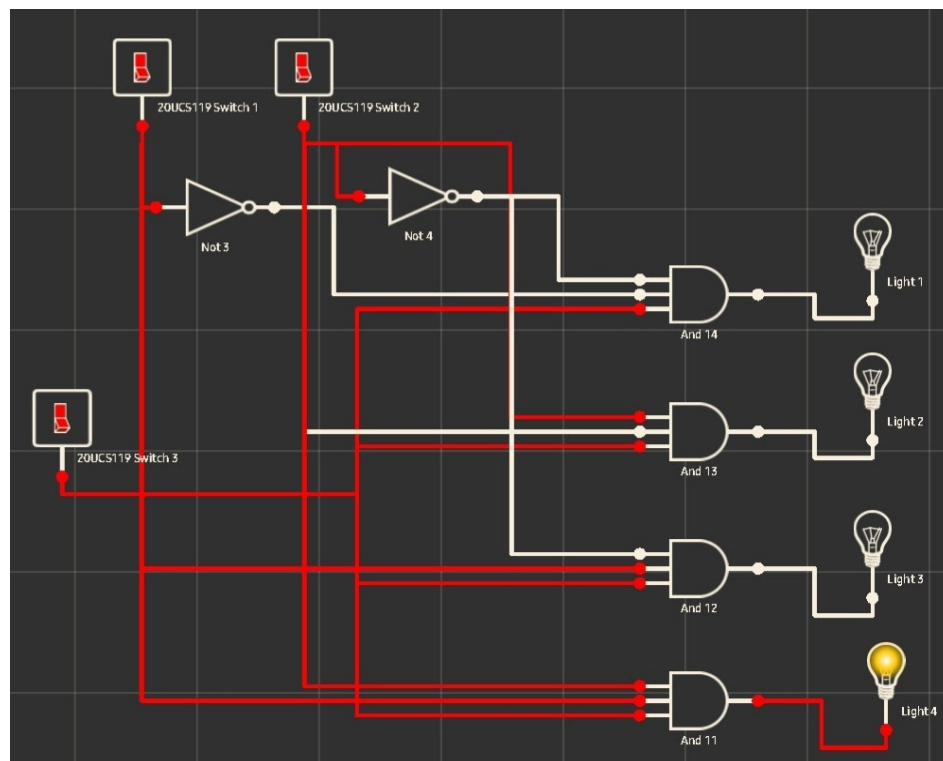 20UCS119 Switch 1
20UCS119 Switch 2
Not 3
Not 4
Light 1
And 14
Light 2
20UCS119 Switch 3
And 13
Light 3
And 12
Light 4
And 11